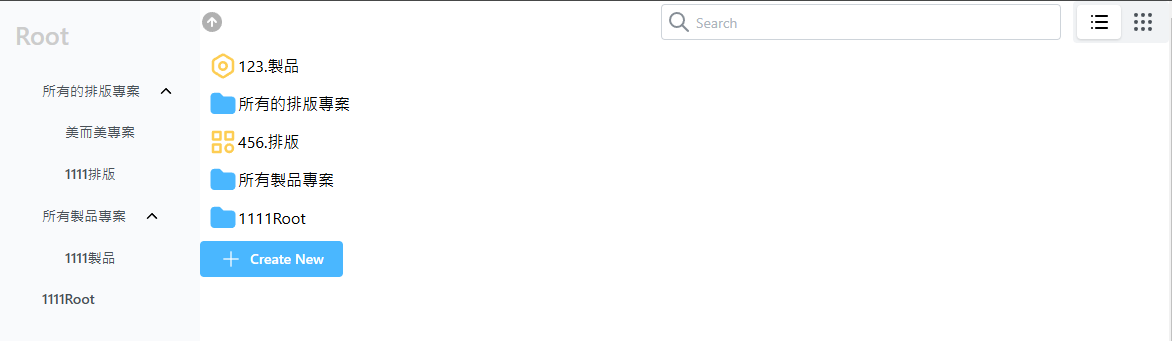 Root
所有的排版專案
美而美專案
1111排版
所有製品專案
1111製品
1111Root
Search
123.製品
所有的排版專案
456.排版
所有製品專案
1111Root
Create New